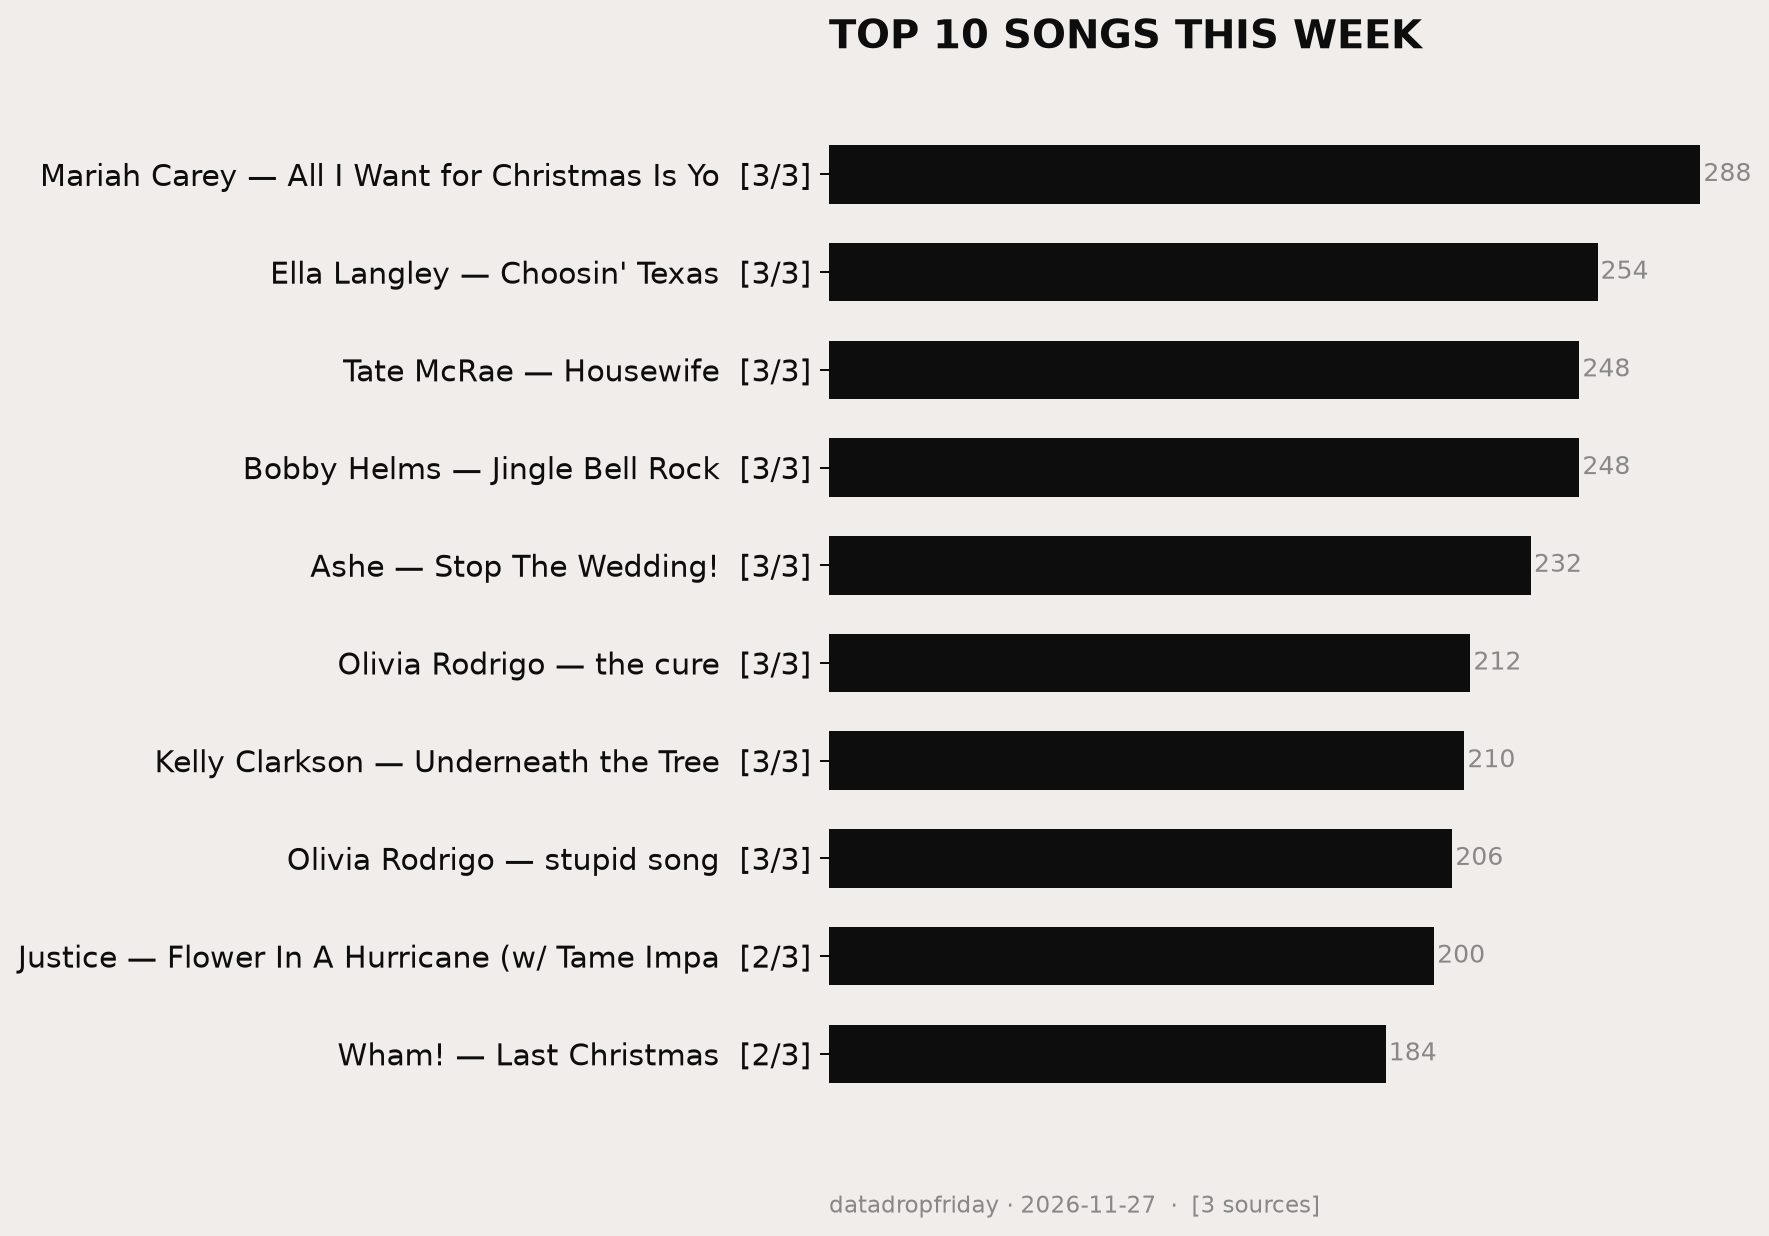 TOP 10 SONGS THIS WEEK
Mariah Carey — All I Want for Christmas Is Yo [3/3] 288
Ella Langley — Choosin' Texas [3/3] 254
Tate McRae — Housewife [3/3] 248
Bobby Helms — Jingle Bell Rock [3/3] 248
Ashe — Stop The Wedding! [3/3] 232
Olivia Rodrigo — the cure [3/3] 212
Kelly Clarkson — Underneath the Tree [3/3] 210
Olivia Rodrigo — stupid song [3/3] 206
Justice — Flower In A Hurricane (w/ Tame Impa [2/3] 200
Wham! — Last Christmas [2/3] 184
datadropfriday · 2026-11-27 · [3 sources]